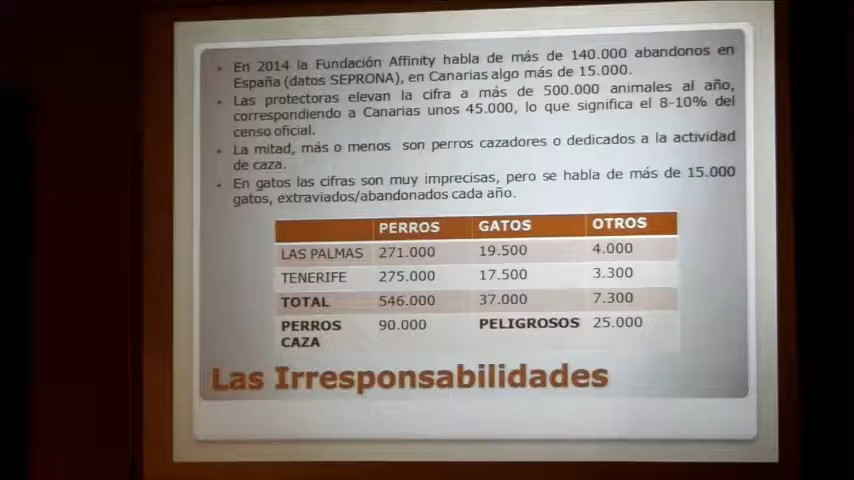 En 2014 la Fundación Affinity habla de más de 140.000 abandonos en
España (datos SEPRONA), en Canarias algo más de 15.000.
Las protectoras elevan la cifra a más de 500.000 animales al año,
correspondiendo a Canarias unos 45.000, lo que significa el 8-10% del
censo oficial.
La mitad, más o menos son perros cazadores o dedicados a la actividad
de caza.
En gatos las cifras son muy imprecisas, pero se habla de más de 15.000
gatos, extraviados/abandonados cada año.
PERROS GATOS OTROS
LAS PALMAS 271.000 19.500 4.000
TENERIFE 275.000 17.500 3.300
TOTAL 546.000 37.000 7.300
PERROS 90.000 PELIGROSOS 25.000
CAZA
Las Irresponsabilidades